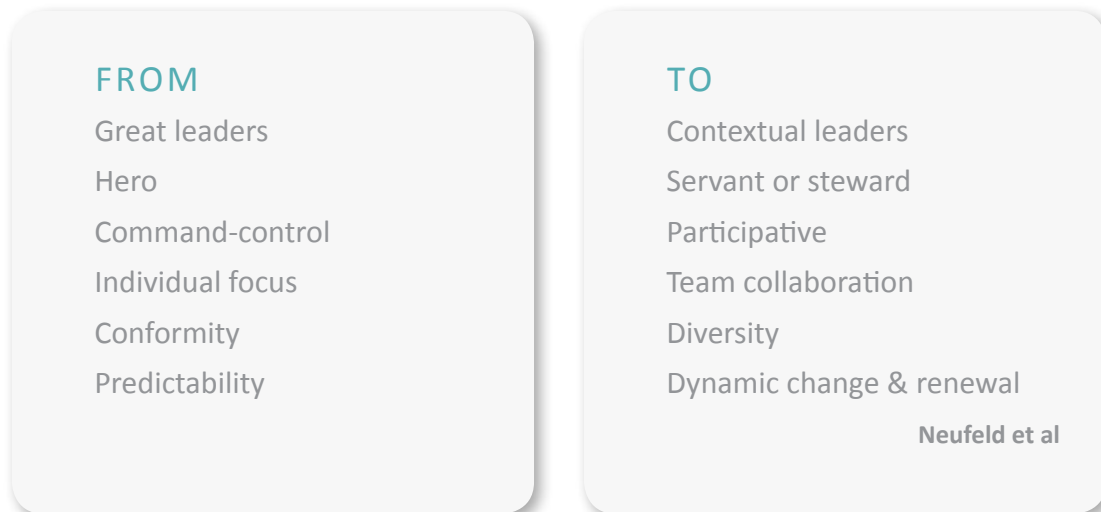 FROM
Great leaders
Hero
Command-control
Individual focus
Conformity
Predictability
TO
Contextual leaders
Servant or steward
Participative
Team collaboration
Diversity
Dynamic change & renewal
Neufeld et al